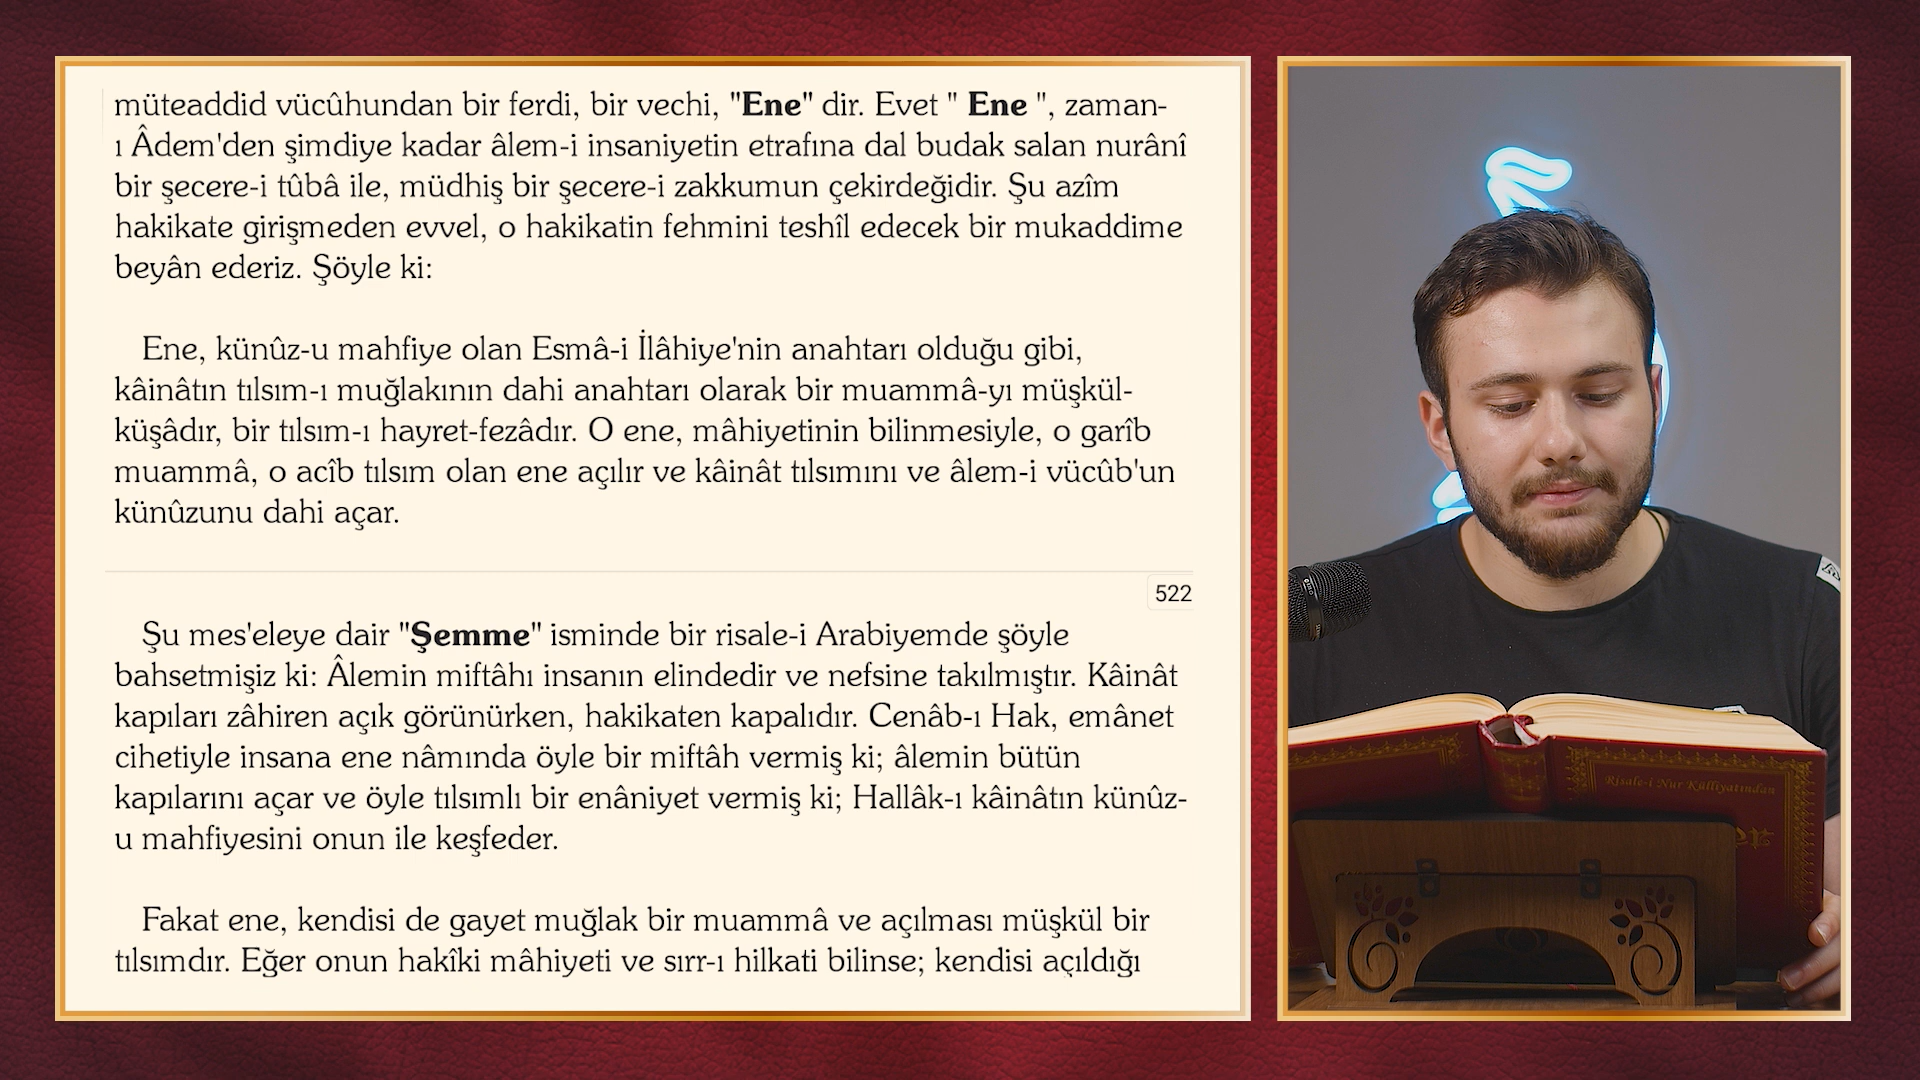 müteaddid vücûhundan bir ferdi, bir vechi, "Ene" dir. Evet " Ene ", zaman-
ı Âdem'den şimdiye kadar âlem-i insaniyetin etrafına dal budak salan nurânî
bir şecere-i tûbâ ile, müdhiş bir şecere-i zakkumun çekirdeğidir. Şu azîm
hakikate girişmeden evvel, o hakikatin fehmini teshîl edecek bir mukaddime
beyân ederiz. Şöyle ki:
Ene, künûz-u mahfiye olan Esmâ-i İlâhiye'nin anahtarı olduğu gibi,
kâinâtın tılsım-ı muğlakının dahi anahtarı olarak bir muammâ-yı müşkül-
küşâdır, bir tılsım-ı hayret-fezâdır. O ene, mâhiyetinin bilinmesiyle, o garîb
muammâ, o acîb tılsım olan ene açılır ve kâinât tılsımını ve âlem-i vücûb'un
künûzunu dahi açar.
522
Şu mes'eleye dair "Şemme" isminde bir risale-i Arabiyemde şöyle
bahsetmişiz ki: Âlemin miftâhı insanın elindedir ve nefsine takılmıştır. Kâinât
kapıları zâhiren açık görünürken, hakikaten kapalıdır. Cenâb-ı Hak, emânet
cihetiyle insana ene nâmında öyle bir miftâh vermiş ki; âlemin bütün
kapılarını açar ve öyle tılsımlı bir enâniyet vermiş ki; Hallâk-ı kâinâtın künûz-
u mahfiyesini onun ile keşfeder.
Fakat ene, kendisi de gayet muğlak bir muammâ ve açılması müşkül bir
tılsımdır. Eğer onun hakîki mâhiyeti ve sırr-ı hilkati bilinse; kendisi açıldığı
Risale-i Nur Külliyatından